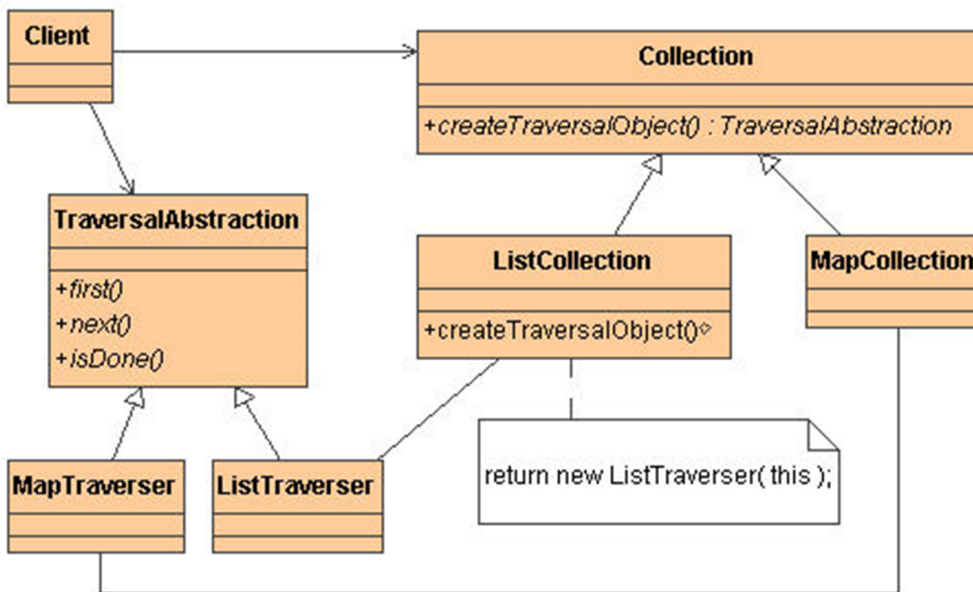 Client
Collection
+createTraversalObject() : TraversalAbstraction
TraversalAbstraction
+first()
+next()
+isDone()
ListCollection
+createTraversalObject()
MapCollection
return new ListTraverser( this );
MapTraverser
ListTraverser